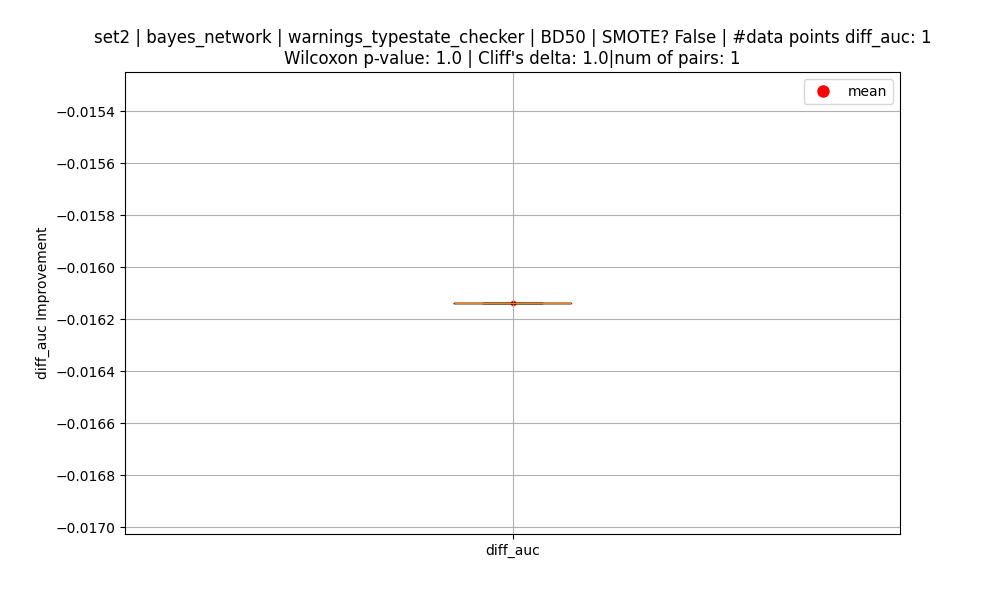 set2 | bayes_network | warnings_typestate_checker | BD50 | SMOTE? False | #data points diff_auc: 1
Wilcoxon p-value: 1.0 | Cliff's delta: 1.0|num of pairs: 1
mean
−0.0154
−0.0156
−0.0158
−0.0160
−0.0162
−0.0164
−0.0166
−0.0168
−0.0170
diff_auc Improvement
diff_auc